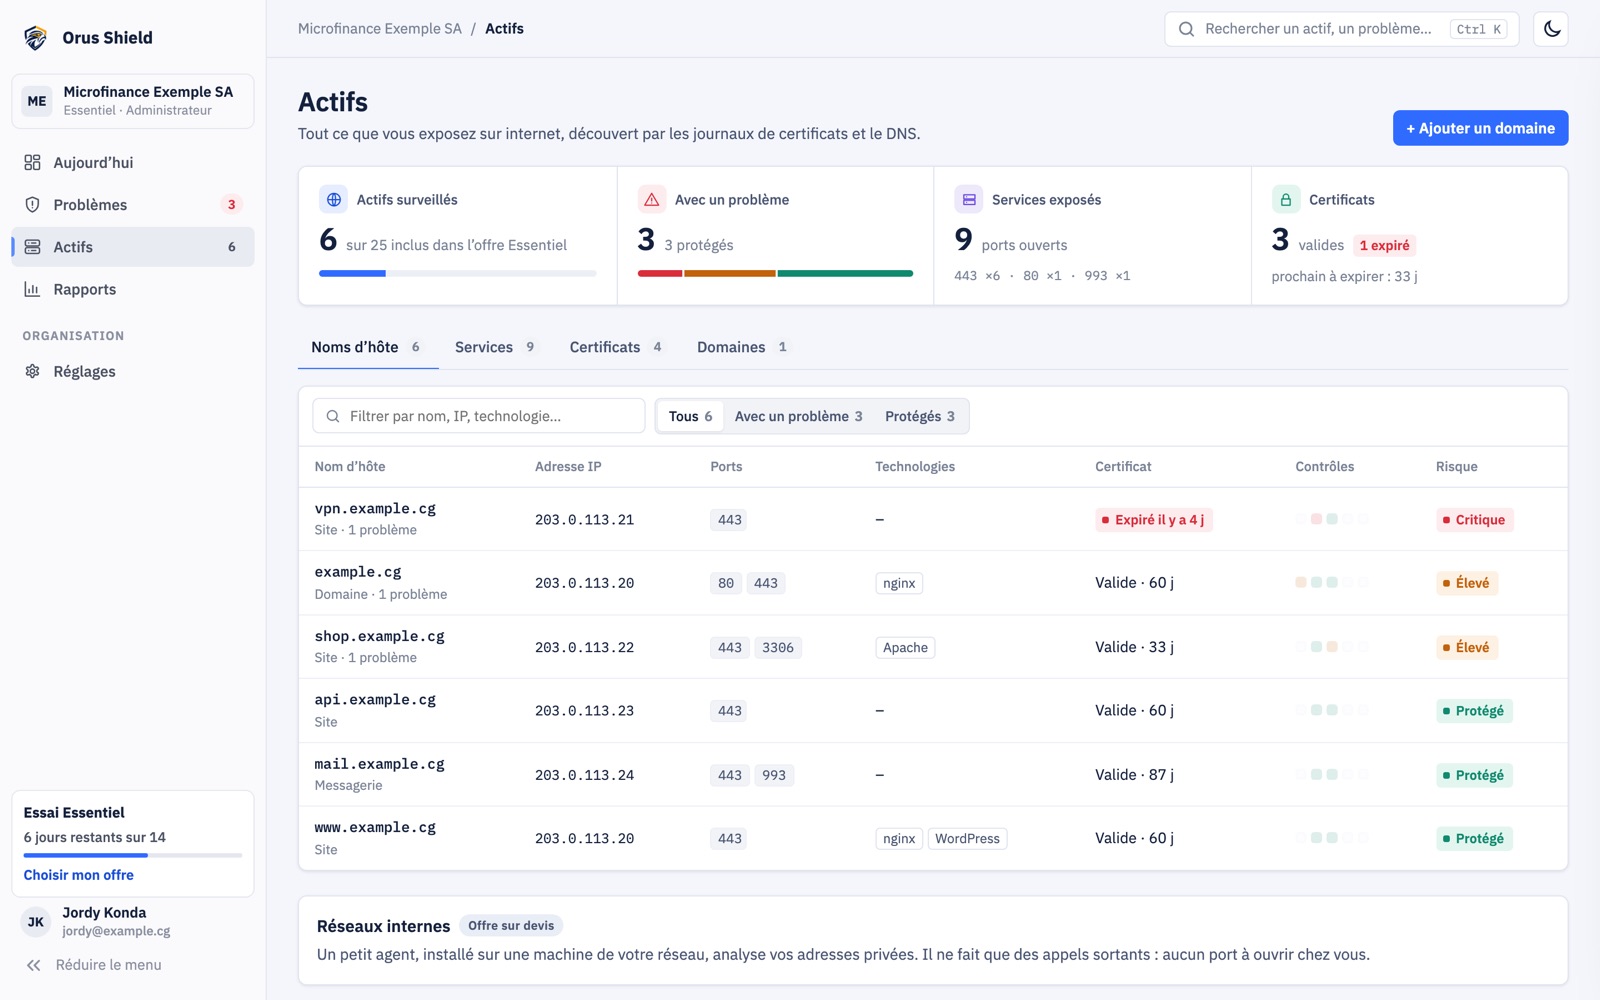 Orus Shield
ME
Microfinance Exemple SA
Essentiel · Administrateur
Aujourd’hui
Problèmes 3
Actifs 6
Rapports
ORGANISATION
Réglages
Essai Essentiel
6 jours restants sur 14
Choisir mon offre
JK
Jordy Konda
jordy@example.cg
Réduire le menu
Microfinance Exemple SA / Actifs
Rechercher un actif, un problème... Ctrl K
Actifs
Tout ce que vous exposez sur internet, découvert par les journaux de certificats et le DNS.
+ Ajouter un domaine
Actifs surveillés
6 sur 25 inclus dans l’offre Essentiel
Avec un problème
3 3 protégés
Services exposés
9 ports ouverts
443 ×6 · 80 ×1 · 993 ×1
Certificats
3 valides 1 expiré
prochain à expirer : 33 j
Noms d’hôte 6 Services 9 Certificats 4 Domaines 1
Filtrer par nom, IP, technologie... Tous 6 Avec un problème 3 Protégés 3
Nom d’hôte Adresse IP Ports Technologies Certificat Contrôles Risque
vpn.example.cg
Site · 1 problème
203.0.113.21 443 – Expiré il y a 4 j Critique
example.cg
Domaine · 1 problème
203.0.113.20 80 443 nginx Valide · 60 j Élevé
shop.example.cg
Site · 1 problème
203.0.113.22 443 3306 Apache Valide · 33 j Élevé
api.example.cg
Site
203.0.113.23 443 – Valide · 60 j Protégé
mail.example.cg
Messagerie
203.0.113.24 443 993 – Valide · 87 j Protégé
www.example.cg
Site
203.0.113.20 443 nginx WordPress Valide · 60 j Protégé
Réseaux internes Offre sur devis
Un petit agent, installé sur une machine de votre réseau, analyse vos adresses privées. Il ne fait que des appels sortants : aucun port à ouvrir chez vous.